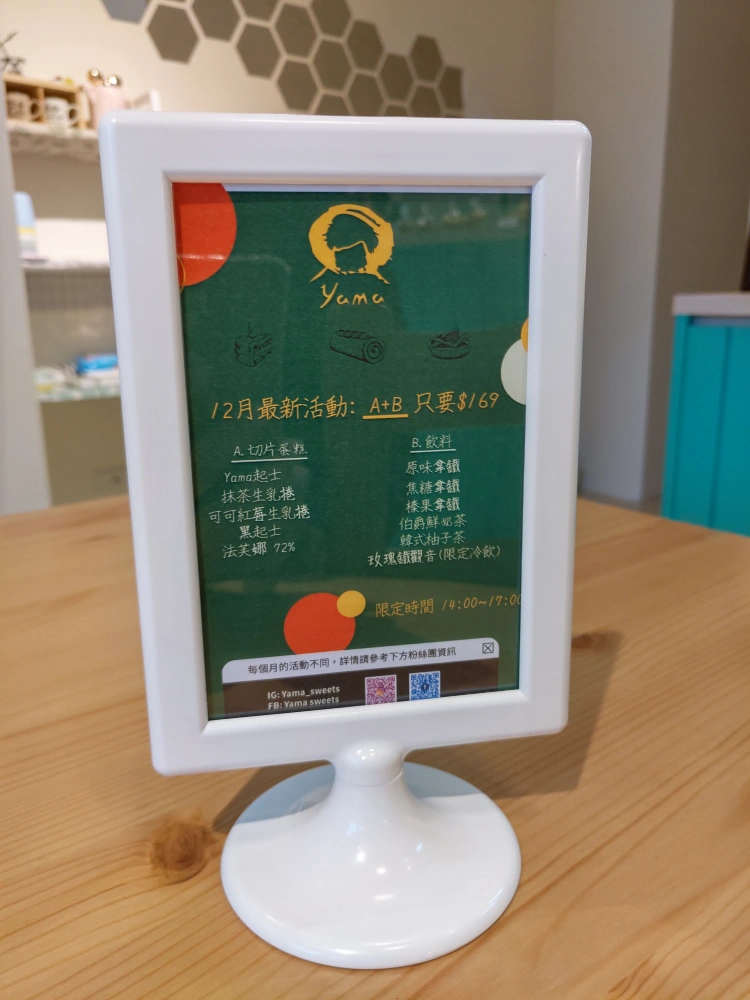 Yama
12月最新活動: A+B 只要$169
A.切片蛋糕
Yama起士
抹茶生乳捲
可可紅莓生乳捲
黑起士
法芙娜 72%
B.飲料
原味拿鐵
焦糖拿鐵
榛果拿鐵
伯爵鮮奶茶
韓式柚子茶
玫瑰鐵觀音(限定冷飲)
限定時間 14:00~17:00
每個月的活動不同，詳情請參考下方粉絲團資訊
IG: Yama_sweets
FB: Yama sweets